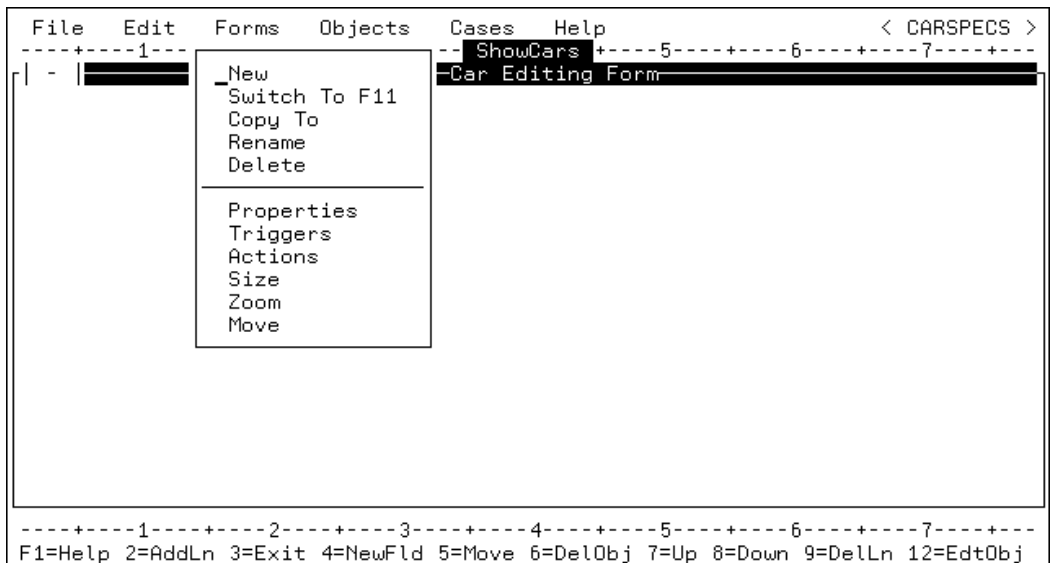 File Edit Forms Objects Cases Help < CARSPECS >
----+----1--- -- ShowCars +----5----+----6----+----7----+---
| - | Car Editing Form
New
Switch To F11
Copy To
Rename
Delete
Properties
Triggers
Actions
Size
Zoom
Move
----+----1----+----2----+----3----+----4----+----5----+----6----+----7----+---
F1=Help 2=AddLn 3=Exit 4=NewFld 5=Move 6=DelObj 7=Up 8=Down 9=DelLn 12=EdtObj